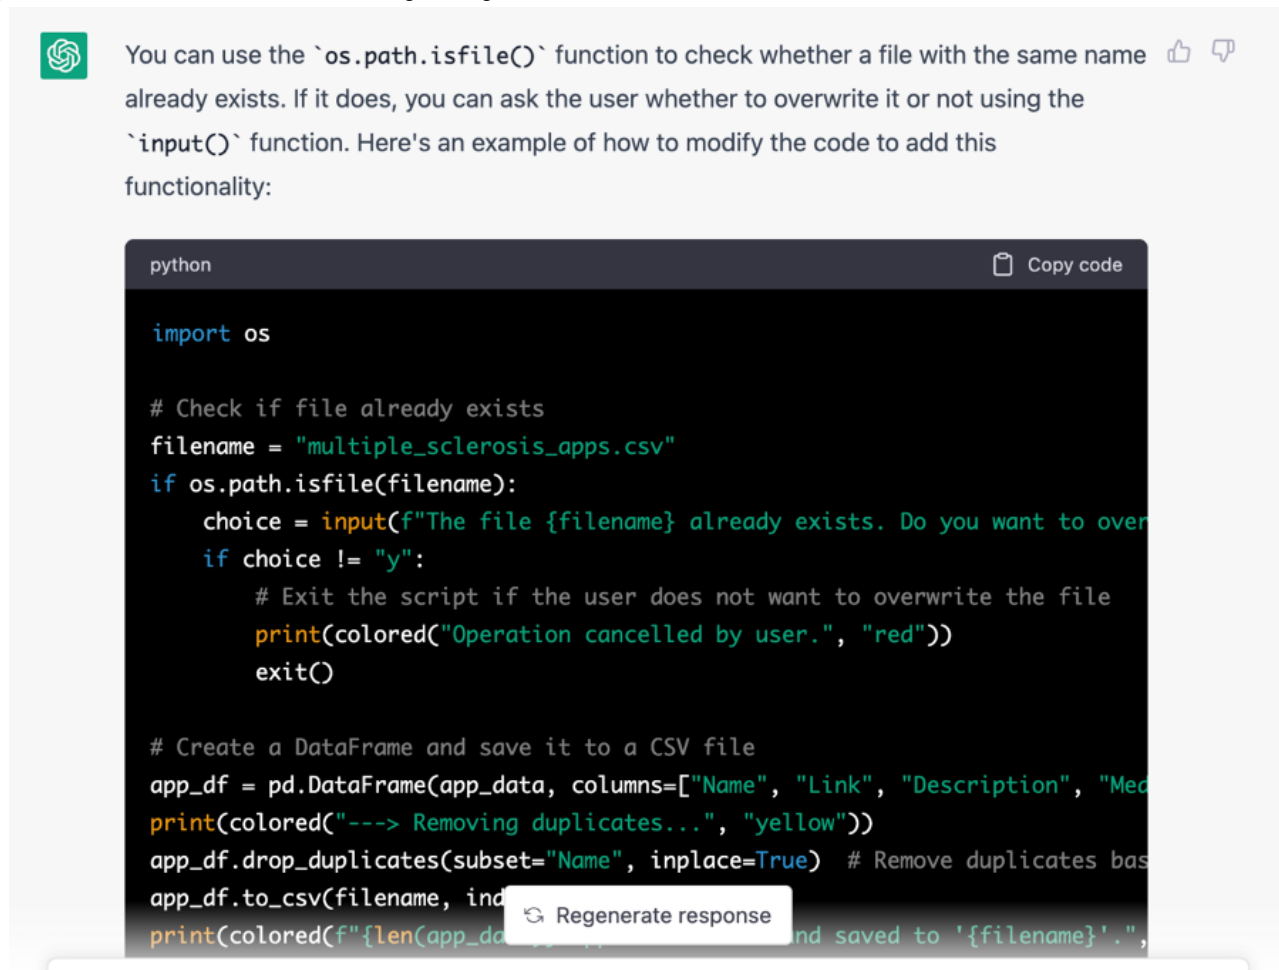 You can use the `os.path.isfile()` function to check whether a file with the same name
already exists. If it does, you can ask the user whether to overwrite it or not using the
`input()` function. Here's an example of how to modify the code to add this
functionality:
python
Copy code
import os
# Check if file already exists
filename = "multiple_sclerosis_apps.csv"
if os.path.isfile(filename):
    choice = input(f"The file {filename} already exists. Do you want to over
    if choice != "y":
        # Exit the script if the user does not want to overwrite the file
        print(colored("Operation cancelled by user.", "red"))
        exit()
# Create a DataFrame and save it to a CSV file
app_df = pd.DataFrame(app_data, columns=["Name", "Link", "Description", "Med
print(colored("---> Removing duplicates...", "yellow"))
app_df.drop_duplicates(subset="Name", inplace=True)  # Remove duplicates bas
app_df.to_csv(filename, ind
Regenerate response
print(colored(f"{len(app_da nd saved to '{filename}'.",